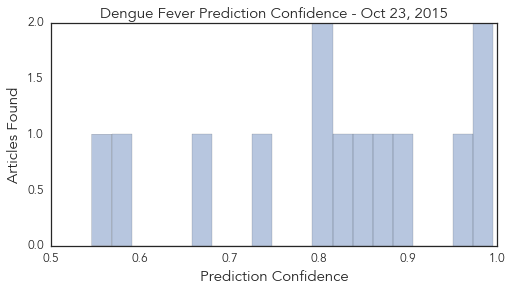 Dengue Fever Prediction Confidence - Oct 23, 2015
2.0
1.5
1.0
0.5
0.0
Articles Found
0.5 0.6 0.7 0.8 0.9 1.0
Prediction Confidence